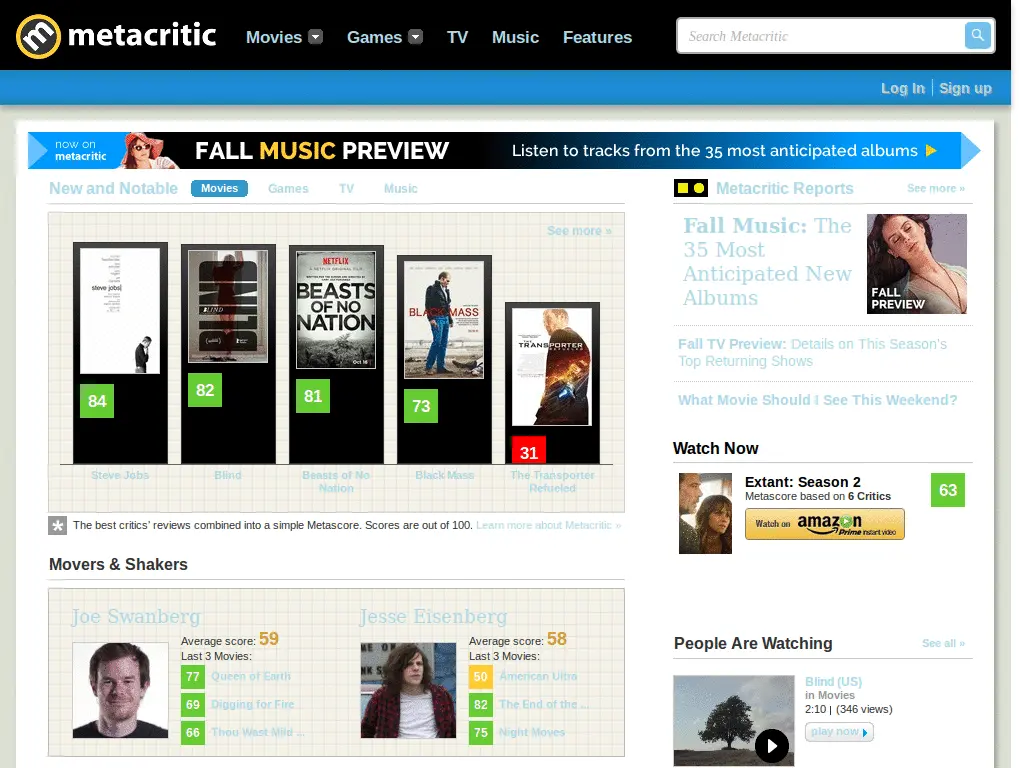 metacritic
Movies
Games
TV
Music
Features
Search Metacritic
Log In
Sign up
now on
metacritic
FALL MUSIC PREVIEW
Listen to tracks from the 35 most anticipated albums
New and Notable
Movies
Games
TV
Music
See more »
steve jobs
84
BLIND
82
NETFLIX
BEASTS
OF NO
NATION
Oct 16
81
BLACK MASS
73
THE
TRANSPORTER
REFUELED
31
Steve Jobs
Blind
Beasts of No
Nation
Black Mass
The Transporter
Refueled
* The best critics' reviews combined into a simple Metascore. Scores are out of 100. Learn more about Metacritic »
Movers & Shakers
Joe Swanberg
Average score: 59
Last 3 Movies:
77 Queen of Earth
69 Digging for Fire
66 Thou Wast Mild ...
Jesse Eisenberg
Average score: 58
Last 3 Movies:
50 American Ultra
82 The End of the ...
75 Night Moves
Metacritic Reports
See more »
Fall Music: The
35 Most
Anticipated New
Albums
FALL
PREVIEW
Fall TV Preview: Details on This Season's
Top Returning Shows
What Movie Should I See This Weekend?
Watch Now
Extant: Season 2
Metascore based on 6 Critics
63
Watch on amazon
Prime instant video
People Are Watching
See all »
Blind (US)
in Movies
2:10 | (346 views)
play now